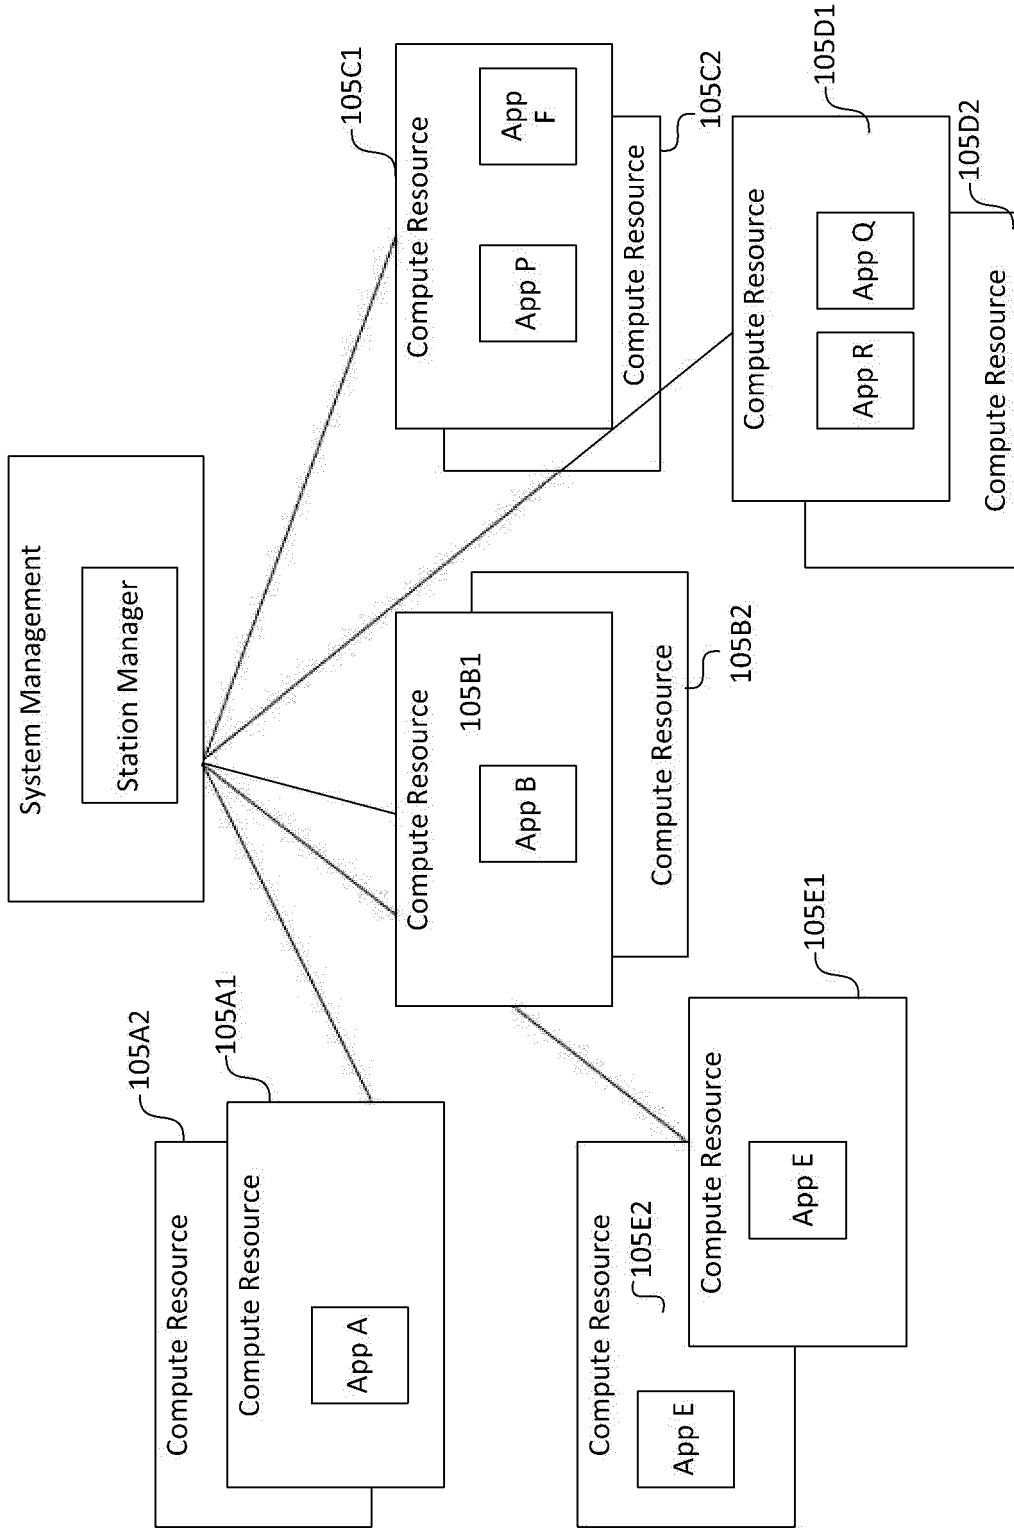 System Management
Station Manager
105A2
Compute Resource
105A1
Compute Resource
App A
Compute Resource
105B1
App B
Compute Resource
105B2
105C1
Compute Resource
App P
App
F
Compute Resource
105C2
105D1
Compute Resource
App R
App Q
105D2
Compute Resource
Compute Resource
105E2
App E
105E1
Compute Resource
App E